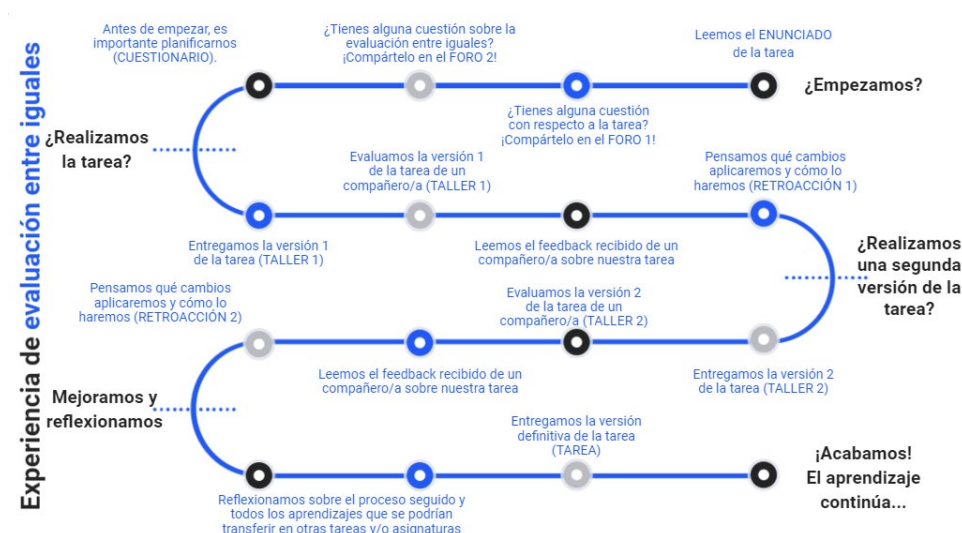 Experiencia de evaluación entre iguales
Antes de empezar, es
importante planificarnos
(CUESTIONARIO).
¿Tienes alguna cuestión sobre la
evaluación entre iguales?
¡Compártelo en el FORO 2!
Leemos el ENUNCIADO
de la tarea
¿Empezamos?
¿Tienes alguna cuestión
con respecto a la tarea?
¡Compártelo en el FORO 1!
¿Realizamos
la tarea?
Evaluamos la versión 1
de la tarea de un
compañero/a (TALLER 1)
Pensamos qué cambios
aplicaremos y cómo lo
haremos (RETROACCIÓN 1)
Entregamos la versión 1
de la tarea (TALLER 1)
Leemos el feedback recibido de un
compañero/a sobre nuestra tarea
¿Realizamos
una segunda
versión de la
tarea?
Pensamos qué cambios
aplicaremos y cómo lo
haremos (RETROACCIÓN 2)
Evaluamos la versión 2
de la tarea de un
compañero/a (TALLER 2)
Leemos el feedback recibido de un
compañero/a sobre nuestra tarea
Entregamos la versión 2
de la tarea (TALLER 2)
Mejoramos y
reflexionamos
Entregamos la versión
definitiva de la tarea
(TAREA)
¡Acabamos!
El aprendizaje
continúa...
Reflexionamos sobre el proceso seguido y
todos los aprendizajes que se podrían
transferir en otras tareas y/o asignaturas